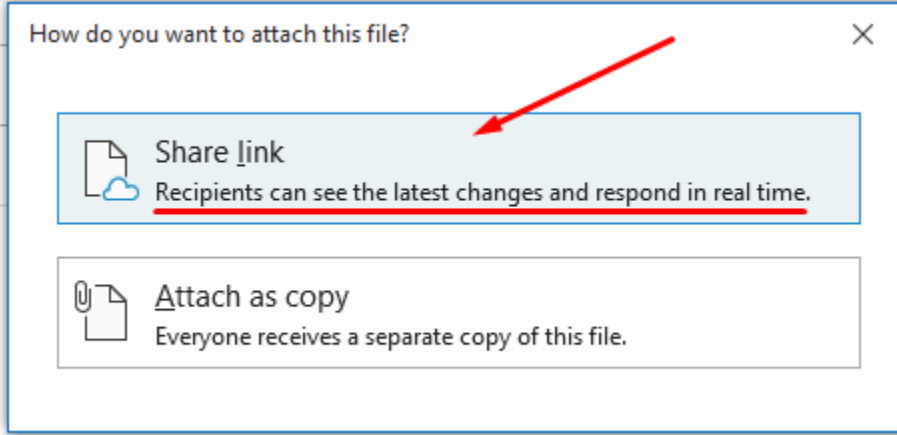 How do you want to attach this file?
Share link
Recipients can see the latest changes and respond in real time.
Attach as copy
Everyone receives a separate copy of this file.